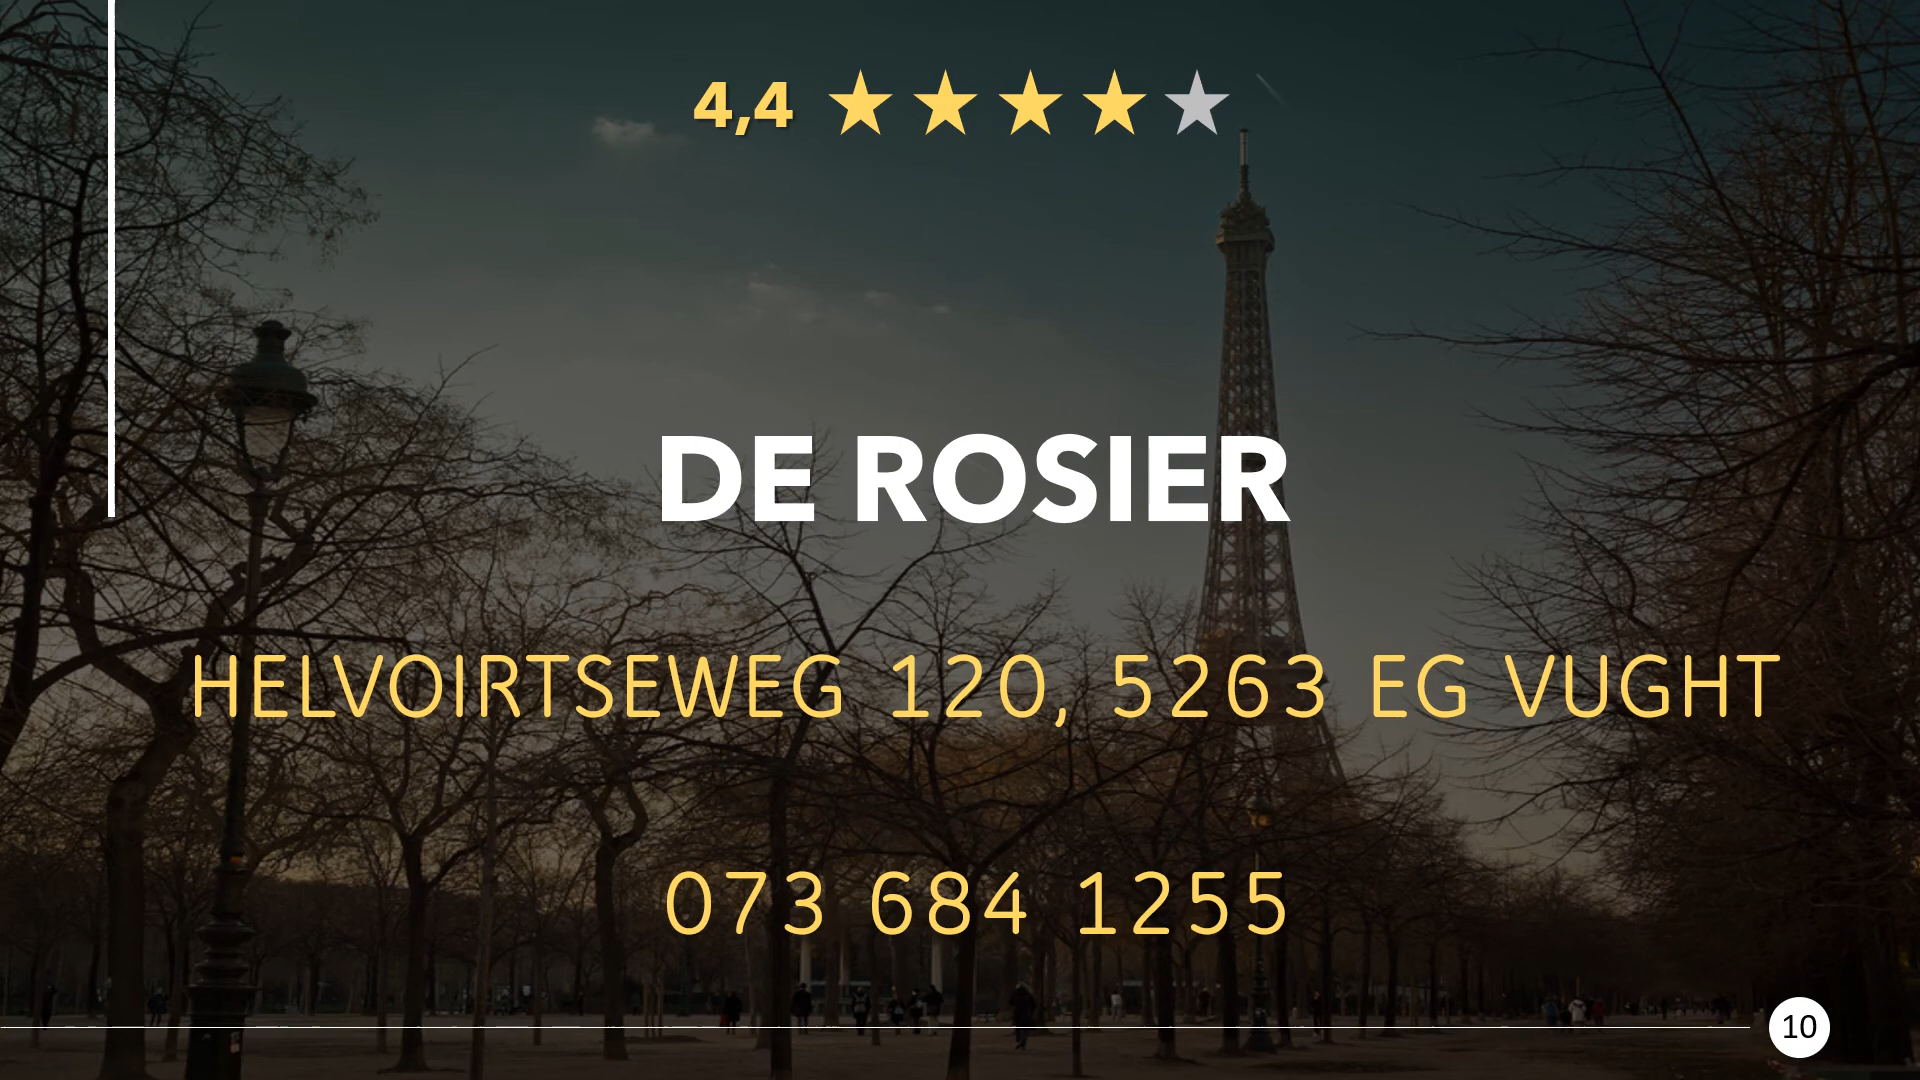 4,4
DE ROSIER
HELVOIRTSEWEG 120, 5263 EG VUGHT
073 684 1255
10